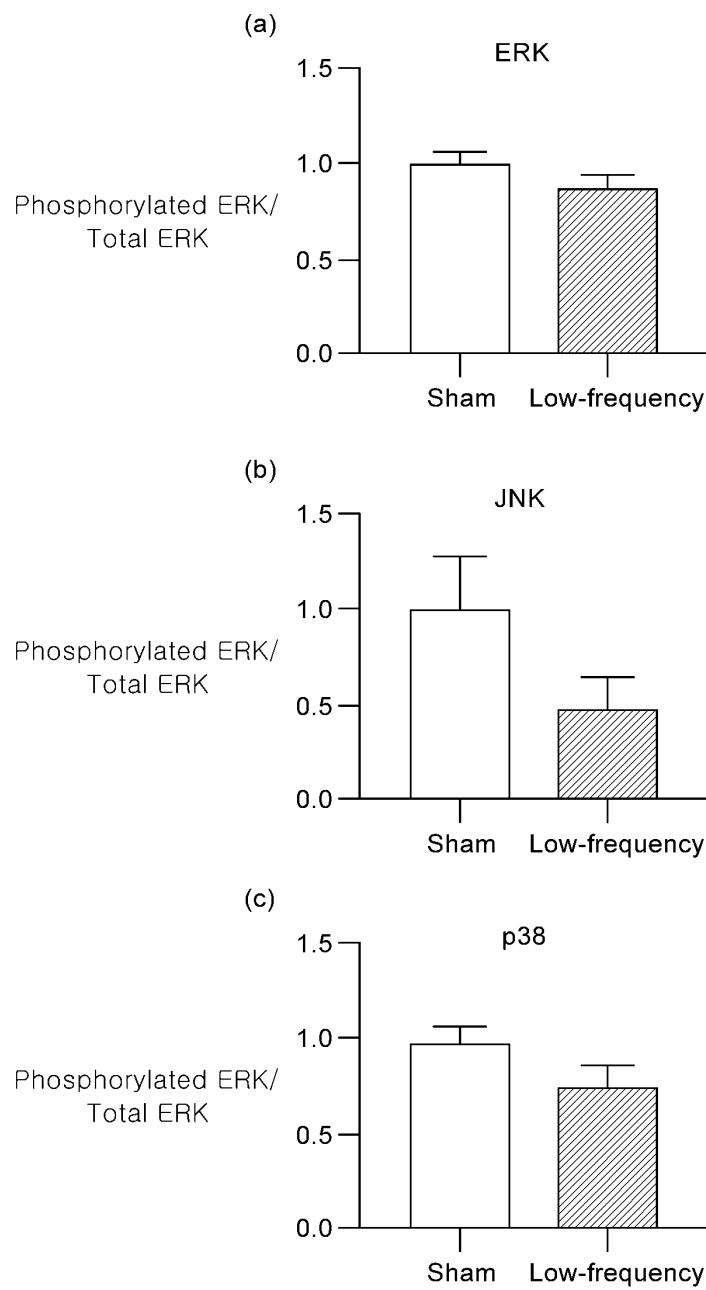 (a)
ERK
1.5
1.0
Phosphorylated ERK/
Total ERK
0.5
0.0
Sham Low-frequency
(b)
JNK
1.5
1.0
Phosphorylated ERK/
Total ERK
0.5
0.0
Sham Low-frequency
(c)
p38
1.5
1.0
Phosphorylated ERK/
Total ERK
0.5
0.0
Sham Low-frequency